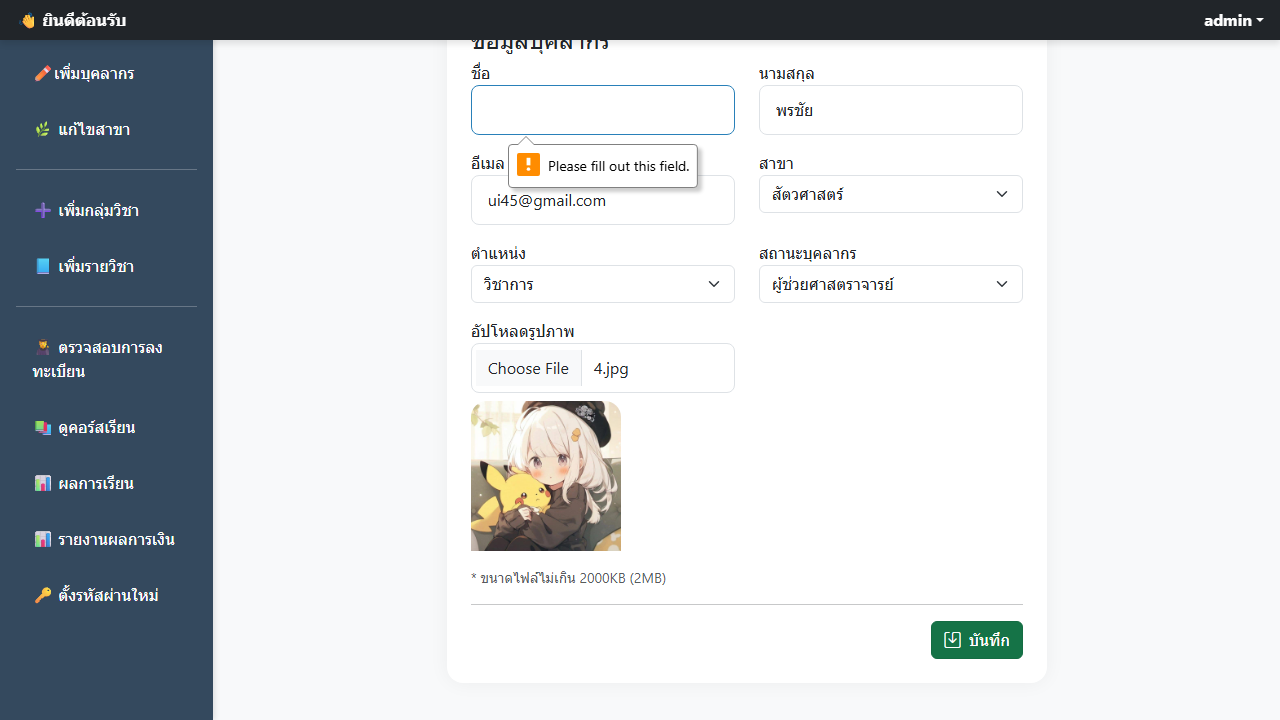 👋 ยินดีต้อนรับ
admin
เพิ่มบุคลากร
แก้ไขสาขา
เพิ่มกลุ่มวิชา
เพิ่มรายวิชา
ตรวจสอบการลง
ทะเบียน
ดูคอร์สเรียน
ผลการเรียน
รายงานผลการเงิน
ตั้งรหัสผ่านใหม่
ข้อมูลบุคลากร
ชื่อ
นามสกุล
พรชัย
Please fill out this field.
อีเมล
สาขา
ui45@gmail.com
สัตวศาสตร์
ตำแหน่ง
สถานะบุคลากร
วิชาการ
ผู้ช่วยศาสตราจารย์
อัปโหลดรูปภาพ
Choose File
4.jpg
* ขนาดไฟล์ไม่เกิน 2000KB (2MB)
บันทึก